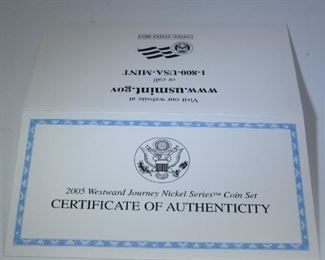 Visit our website at
www.usmint.gov
or call
1-800-USA-MINT
UNITED STATES MINT
2005 Westward Journey Nickel Series™ Coin Set
CERTIFICATE OF AUTHENTICITY